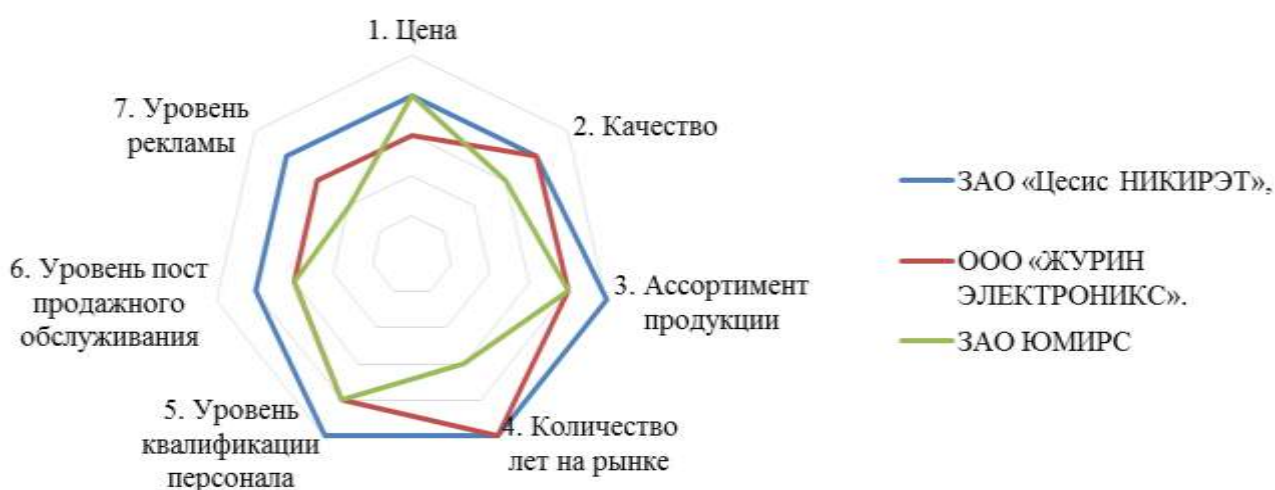 1. Цена
2. Качество
3. Ассортимент
продукции
4. Количество
лет на рынке
5. Уровень
квалификации
персонала
6. Уровень пост
продажного
обслуживания
7. Уровень
рекламы
ЗАО «Цесис НИКИРЭТ»,
ООО «ЖУРИН
ЭЛЕКТРОНИКС».
ЗАО ЮМИРС